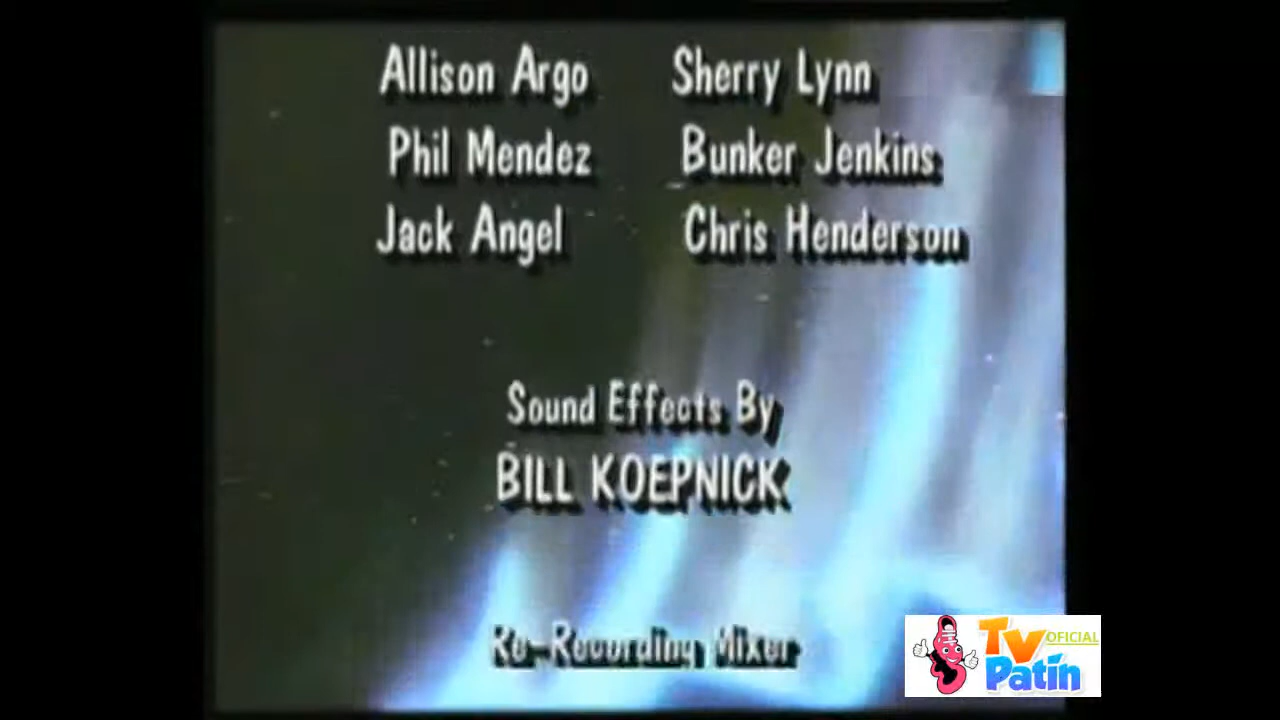 Allison Argo Sherry Lynn
Phil Mendez Bunker Jenkins
Jack Angel Chris Henderson
Sound Effects By
BILL KOEPNICK
Re-Recording Mixer
Tv OFICIAL
Patín